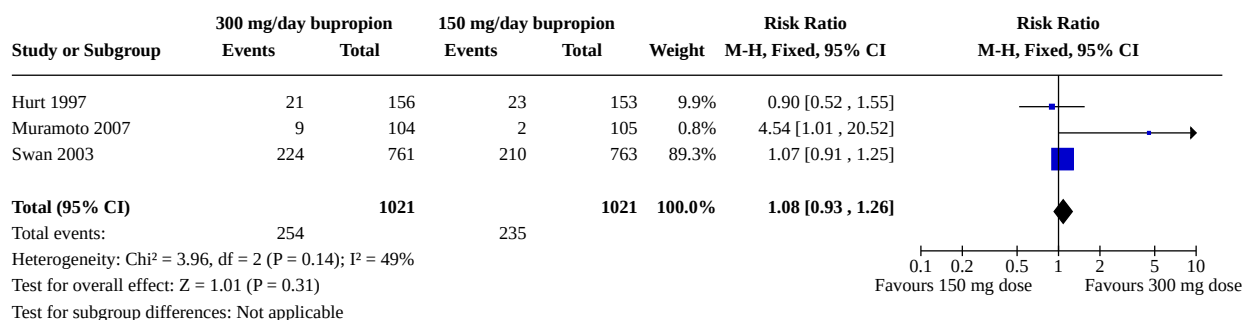 300 mg/day bupropion 150 mg/day bupropion Risk Ratio Risk Ratio
Study or Subgroup Events Total Events Total Weight M-H, Fixed, 95% CI M-H, Fixed, 95% CI
Hurt 1997 21 156 23 153 9.9% 0.90 [0.52 , 1.55]
Muramoto 2007 9 104 2 105 0.8% 4.54 [1.01 , 20.52]
Swan 2003 224 761 210 763 89.3% 1.07 [0.91 , 1.25]
Total (95% CI) 1021 1021 100.0% 1.08 [0.93 , 1.26]
Total events: 254 235
Heterogeneity: Chi² = 3.96, df = 2 (P = 0.14); I² = 49%
0.1 0.2 0.5 1 2 5 10
Test for overall effect: Z = 1.01 (P = 0.31) Favours 150 mg dose Favours 300 mg dose
Test for subgroup differences: Not applicable